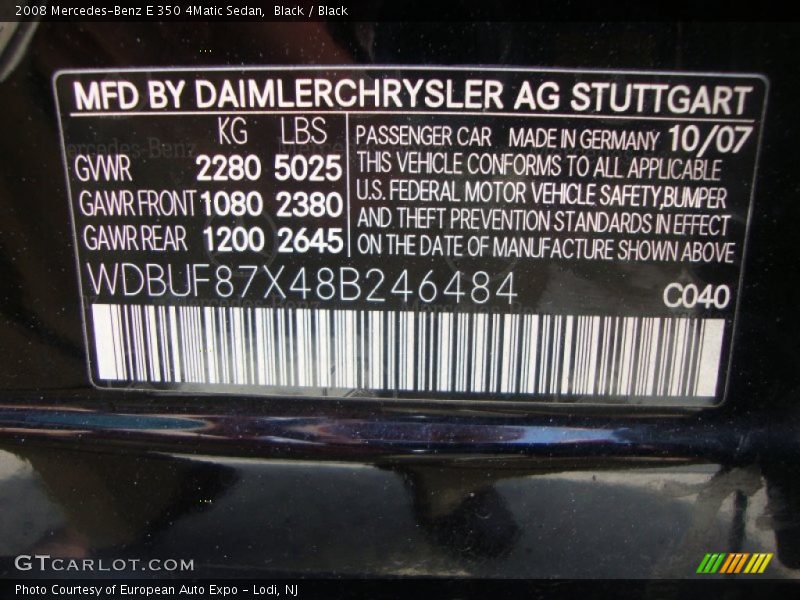 2008 Mercedes-Benz E 350 4Matic Sedan,  Black / Black
MFD BY DAIMLERCHRYSLER AG STUTTGART
KG LBS
GVWR 2280 5025
GAWR FRONT 1080 2380
GAWR REAR 1200 2645
PASSENGER CAR MADE IN GERMANY 10/07
THIS VEHICLE CONFORMS TO ALL APPLICABLE
U.S. FEDERAL MOTOR VEHICLE SAFETY,BUMPER
AND THEFT PREVENTION STANDARDS IN EFFECT
ON THE DATE OF MANUFACTURE SHOWN ABOVE
WDBUF87X48B246484
C040
GTCARLOT.COM
Photo Courtesy of European Auto Expo - Lodi, NJ